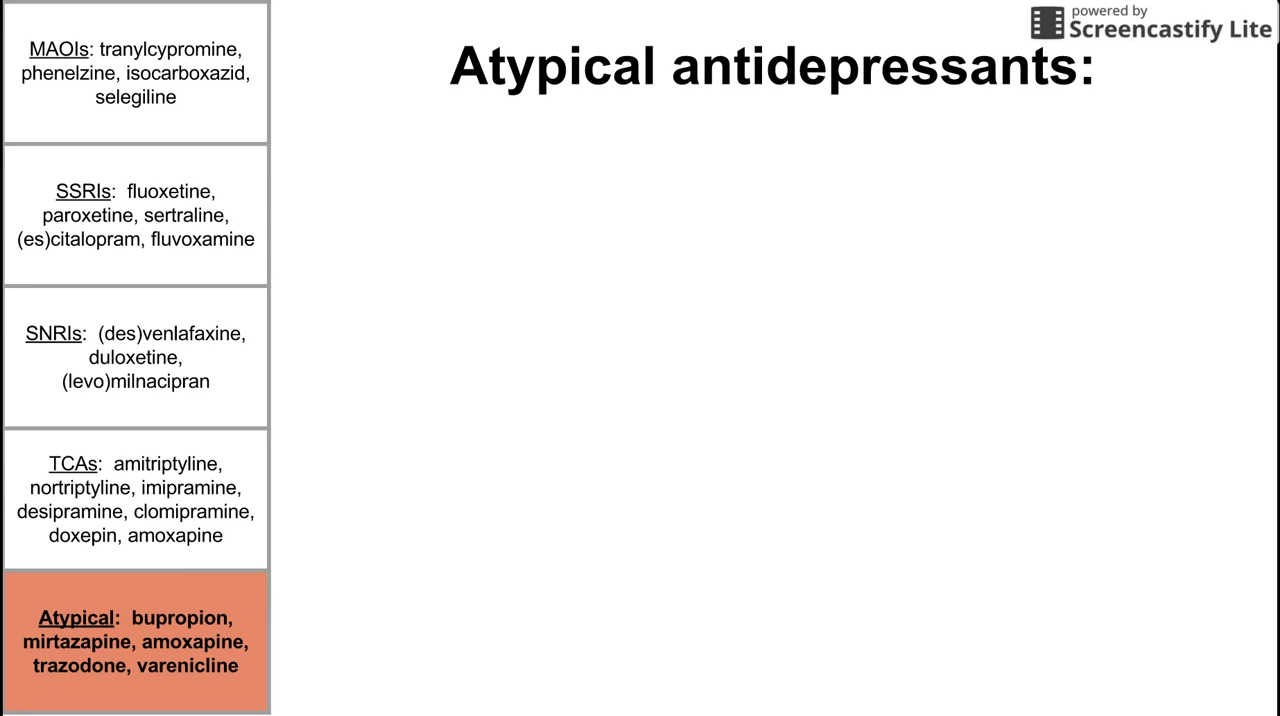 MAOIs: tranylcypromine,
phenelzine, isocarboxazid,
selegiline
SSRIs: fluoxetine,
paroxetine, sertraline,
(es)citalopram, fluvoxamine
SNRIs: (des)venlafaxine,
duloxetine,
(levo)milnacipran
TCAs: amitriptyline,
nortriptyline, imipramine,
desipramine, clomipramine,
doxepin, amoxapine
Atypical: bupropion,
mirtazapine, amoxapine,
trazodone, varenicline
powered by
Screencastify Lite
Atypical antidepressants: